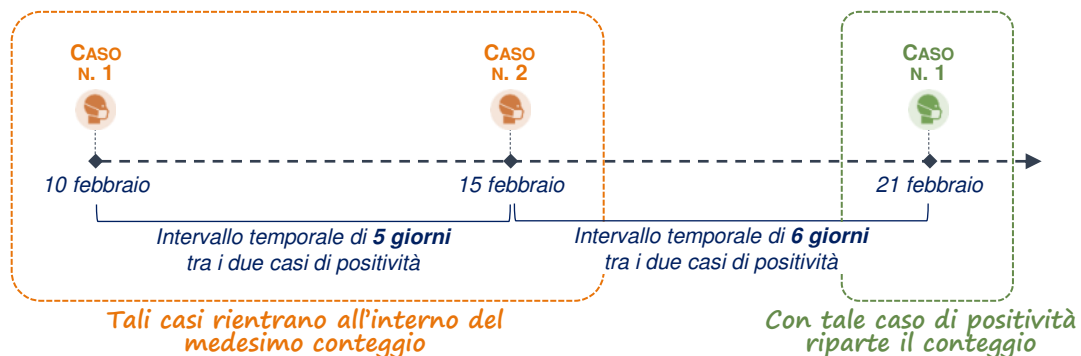 CASO
N. 1
CASO
N. 2
CASO
N. 1
10 febbraio
15 febbraio
21 febbraio
Intervallo temporale di 5 giorni
tra i due casi di positività
Intervallo temporale di 6 giorni
tra i due casi di positività
Tali casi rientrano all'interno del
medesimo conteggio
Con tale caso di positività
riparte il conteggio